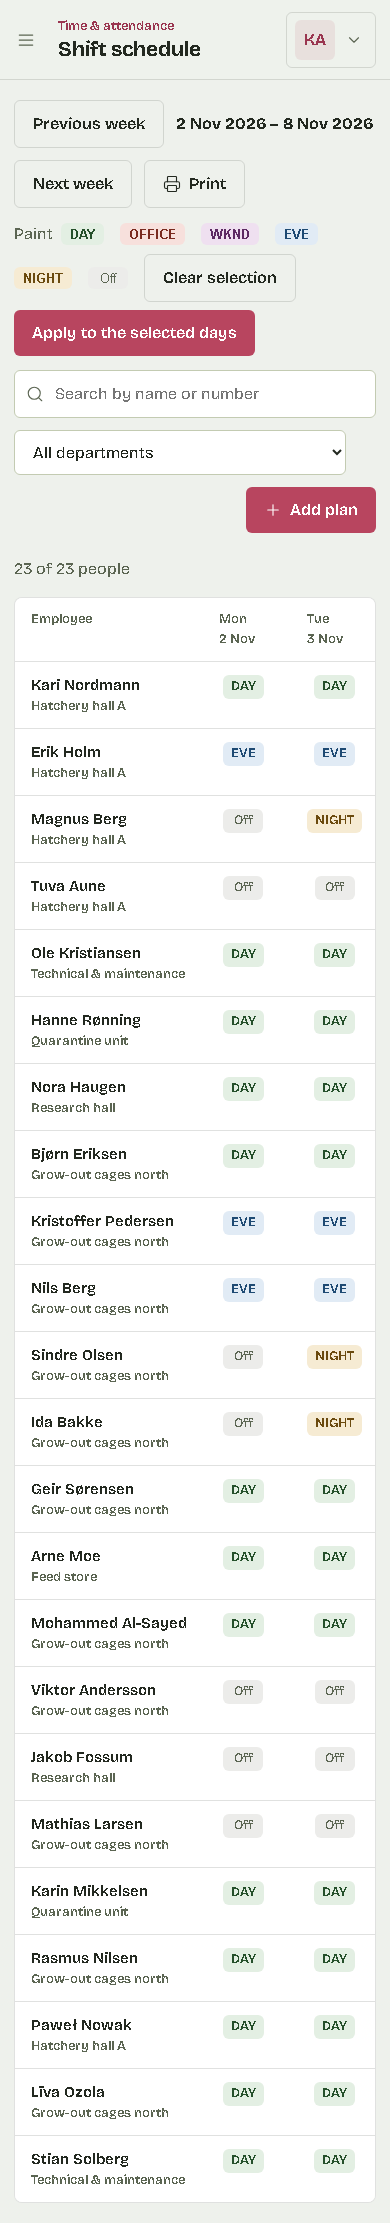 Time & attendance
Shift schedule
KA
Previous week
2 Nov 2026 – 8 Nov 2026
Next week
Print
Paint DAY OFFICE WKND EVE
NIGHT Off Clear selection
Apply to the selected days
Search by name or number
All departments
+ Add plan
23 of 23 people
Employee Mon Tue
2 Nov 3 Nov
Kari Nordmann DAY DAY
Hatchery hall A
Erik Holm EVE EVE
Hatchery hall A
Magnus Berg Off NIGHT
Hatchery hall A
Tuva Aune Off Off
Hatchery hall A
Ole Kristiansen DAY DAY
Technical & maintenance
Hanne Rønning DAY DAY
Quarantine unit
Nora Haugen DAY DAY
Research hall
Bjørn Eriksen DAY DAY
Grow-out cages north
Kristoffer Pedersen EVE EVE
Grow-out cages north
Nils Berg EVE EVE
Grow-out cages north
Sindre Olsen Off NIGHT
Grow-out cages north
Ida Bakke Off NIGHT
Grow-out cages north
Geir Sørensen DAY DAY
Grow-out cages north
Arne Moe DAY DAY
Feed store
Mohammed Al-Sayed DAY DAY
Grow-out cages north
Viktor Andersson Off Off
Grow-out cages north
Jakob Fossum Off Off
Research hall
Mathias Larsen Off Off
Grow-out cages north
Karin Mikkelsen DAY DAY
Quarantine unit
Rasmus Nilsen DAY DAY
Grow-out cages north
Paweł Nowak DAY DAY
Hatchery hall A
Līva Ozola DAY DAY
Grow-out cages north
Stian Solberg DAY DAY
Technical & maintenance